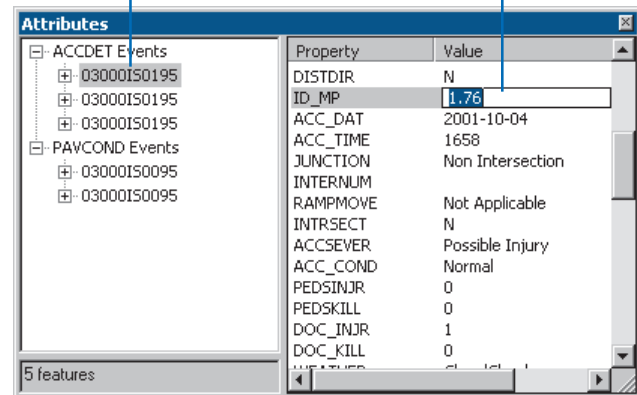 Attributes
ACCDET Events
03000IS0195
03000IS0195
03000IS0195
PAVCOND Events
03000IS0095
03000IS0095
5 features
Property Value
DISTDIR N
ID_MP 1.76
ACC_DAT 2001-10-04
ACC_TIME 1658
JUNCTION Non Intersection
INTERNUM
RAMPMOVE Not Applicable
INTRSECT N
ACCSEVER Possible Injury
ACC_COND Normal
PEDSINJR 0
PEDSKILL 0
DOC_INJR 1
DOC_KILL 0